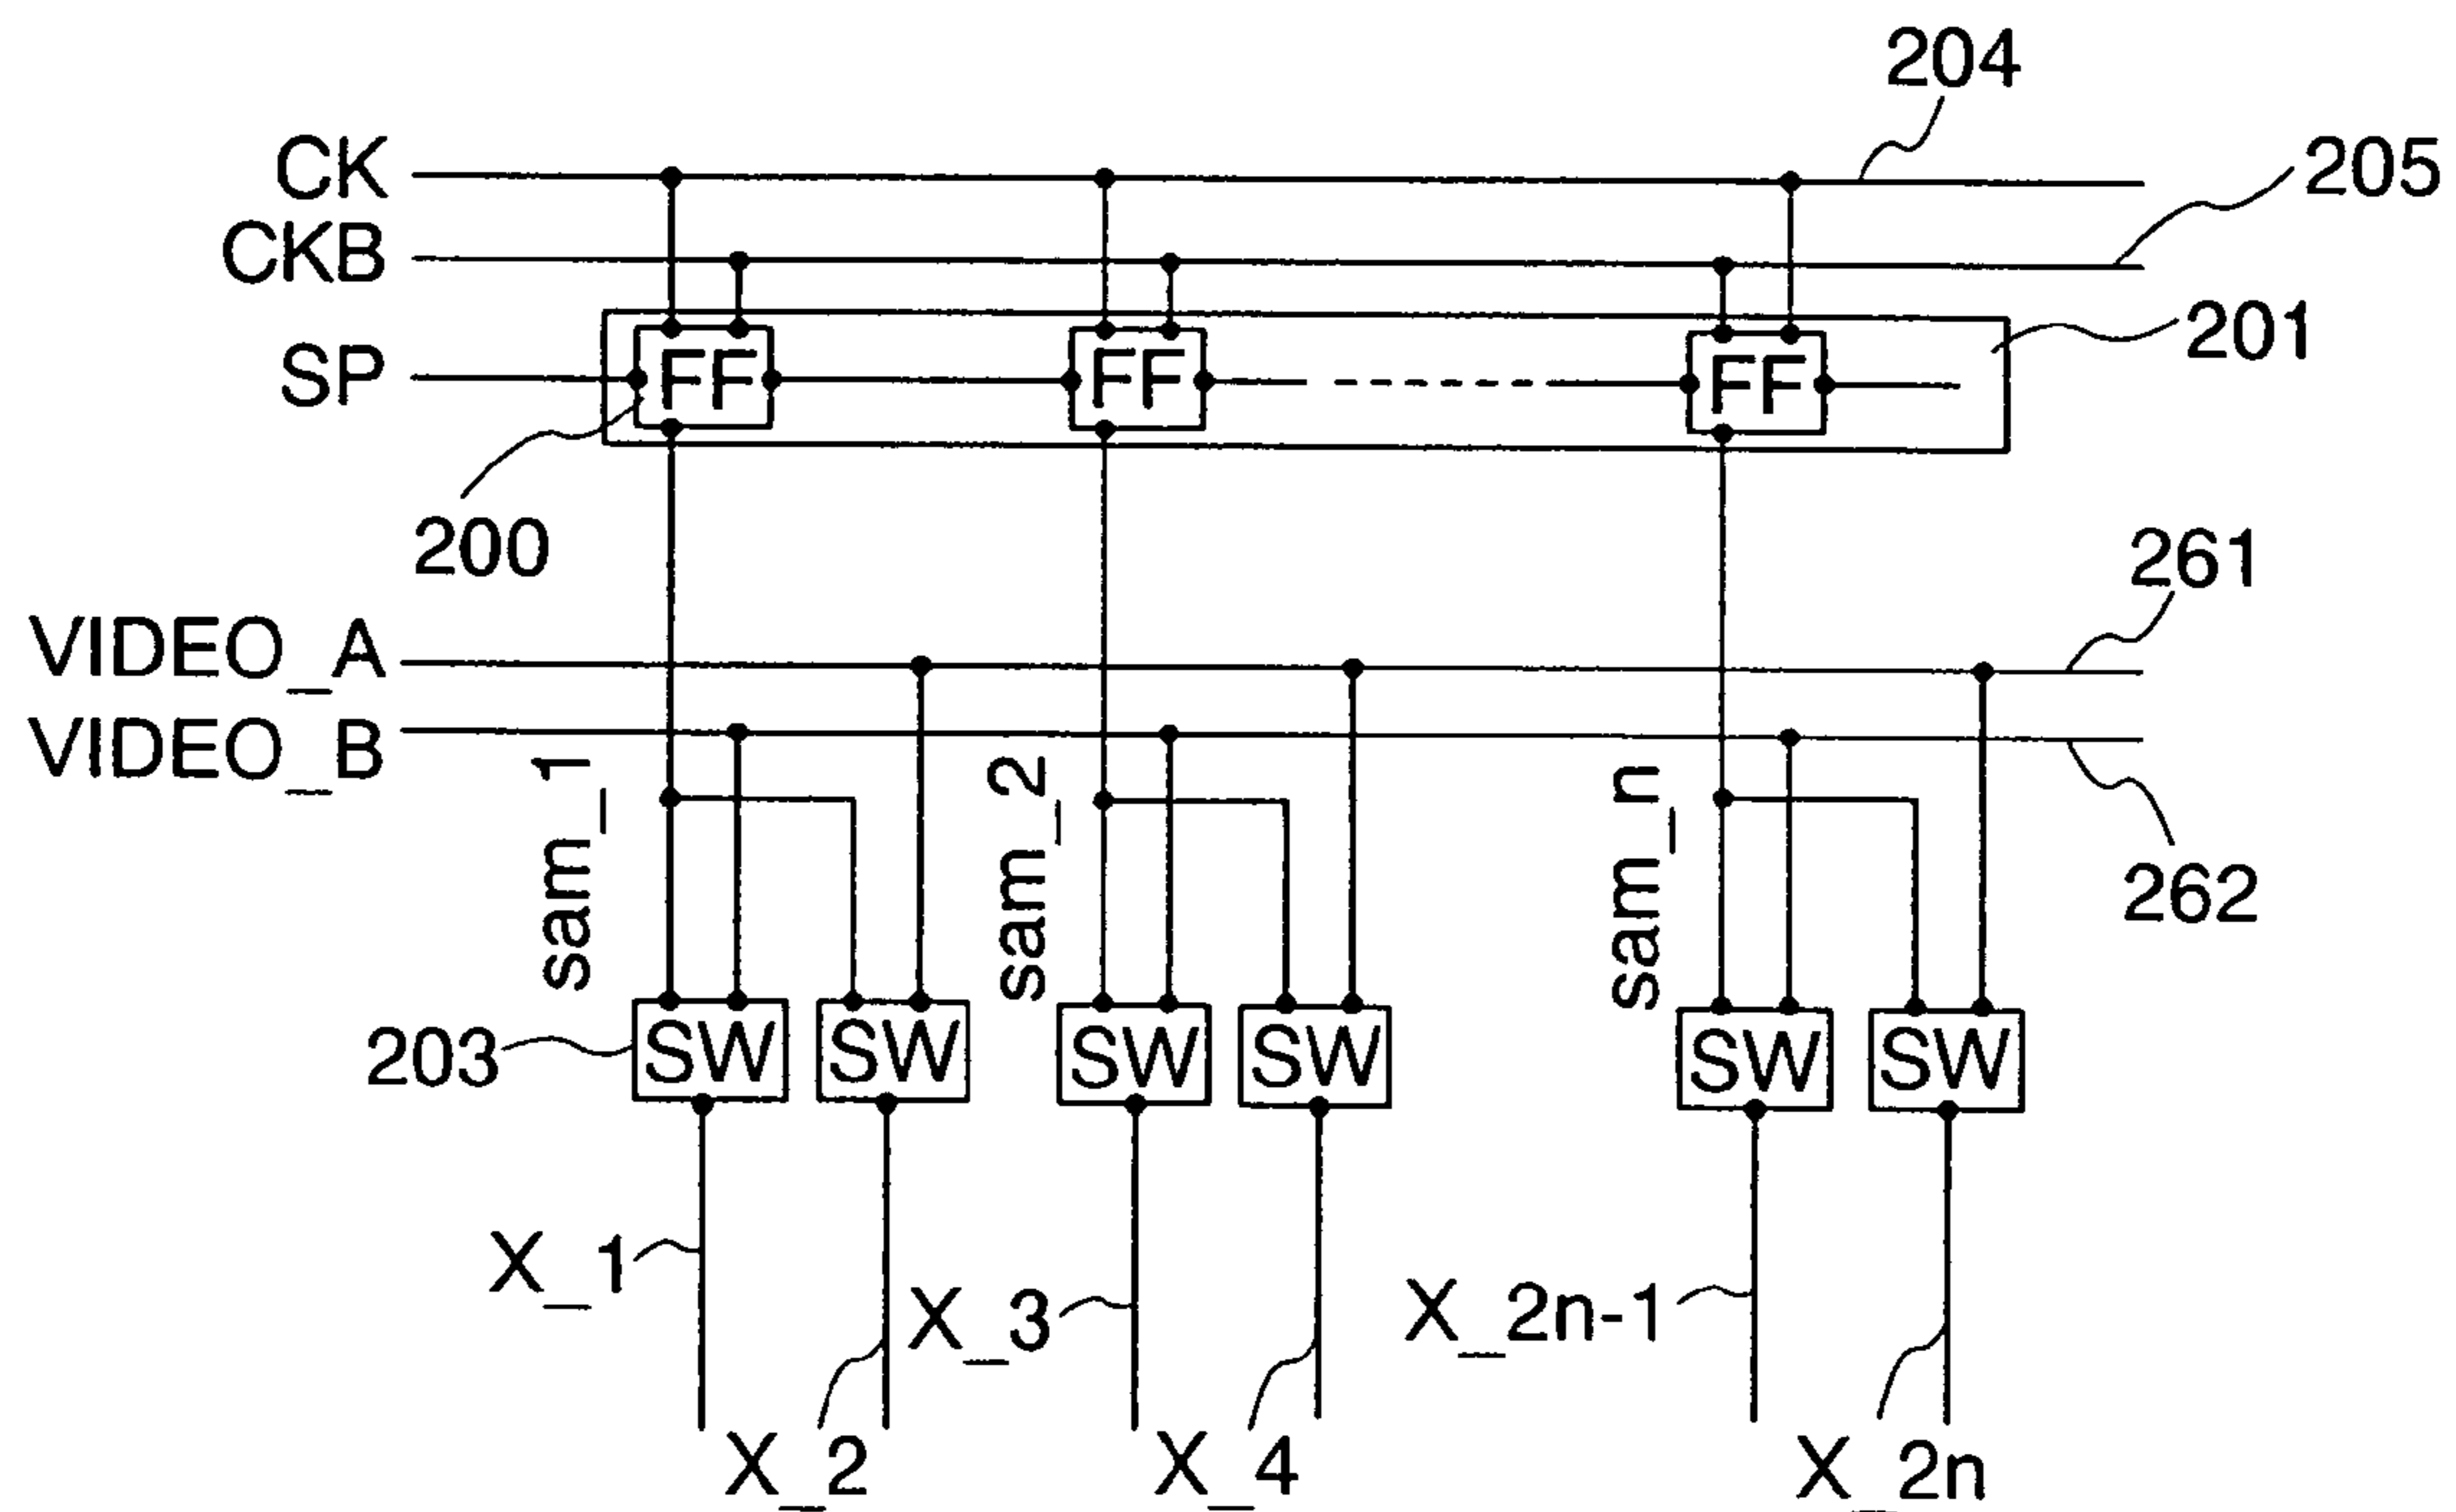 204
CK
205
CKB
201
SP
FF FF FF
200
261
VIDEO_A
VIDEO_B
sam_1
sam_2
sam_n
262
203
SW SW SW SW SW SW
X_1
X_3
X_2n-1
X_2
X_4
X_2n